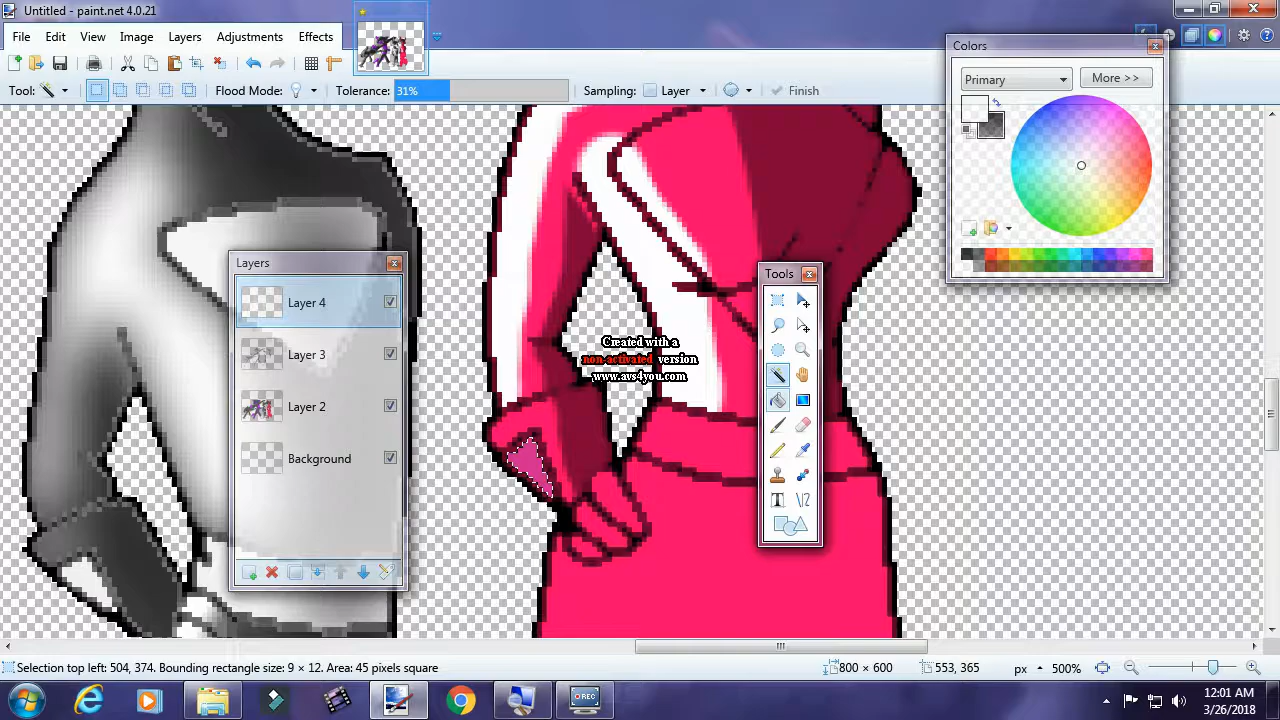 Untitled - paint.net 4.0.21
File Edit View Image Layers Adjustments Effects
Tool: Flood Mode: Tolerance: 31% Sampling: Layer Finish
Colors
Primary More >>
Layers
Layer 4
Layer 3
Layer 2
Background
Tools
T
Created with a
non-activated version
www.avs4you.com
Selection top left: 504, 374. Bounding rectangle size: 9 × 12. Area: 45 pixels square
800 × 600
553, 365
px
500%
REC
12:01 AM
3/26/2018